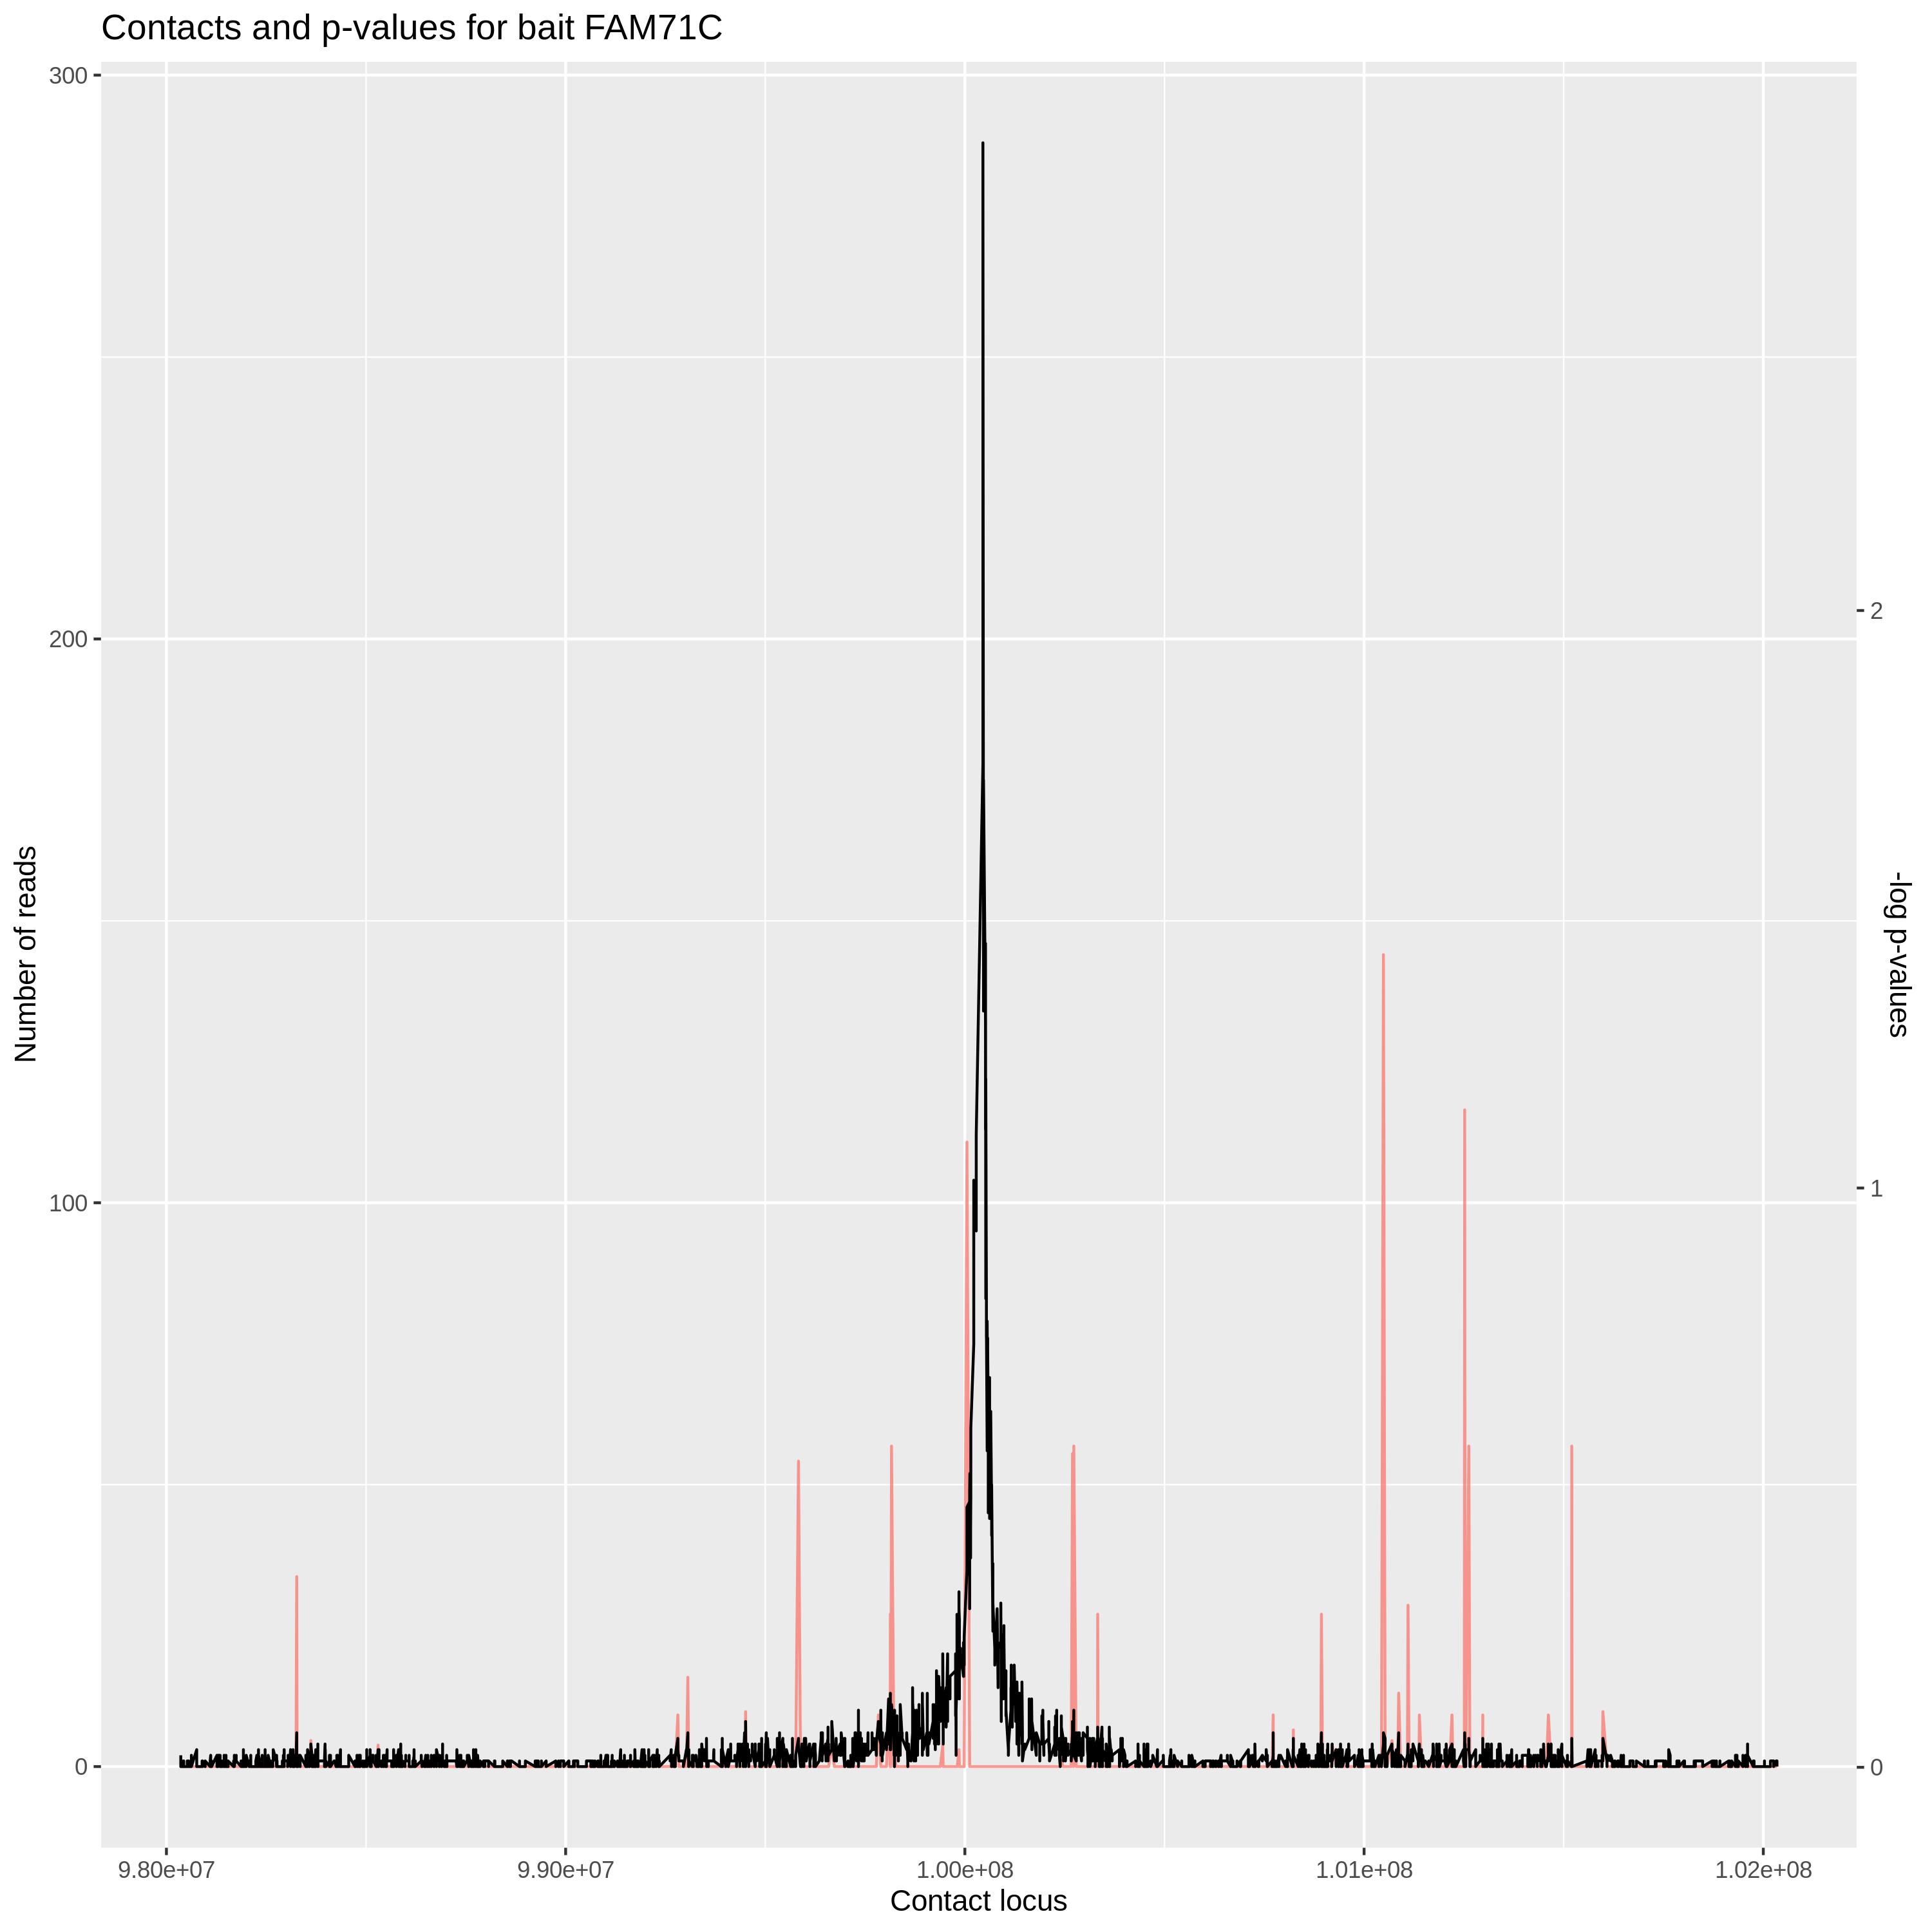 Contacts and p-values for bait FAM71C
300
200
100
0
Number of reads
2
1
0
-log p-values
9.80e+07 9.90e+07 1.00e+08 1.01e+08 1.02e+08
Contact locus